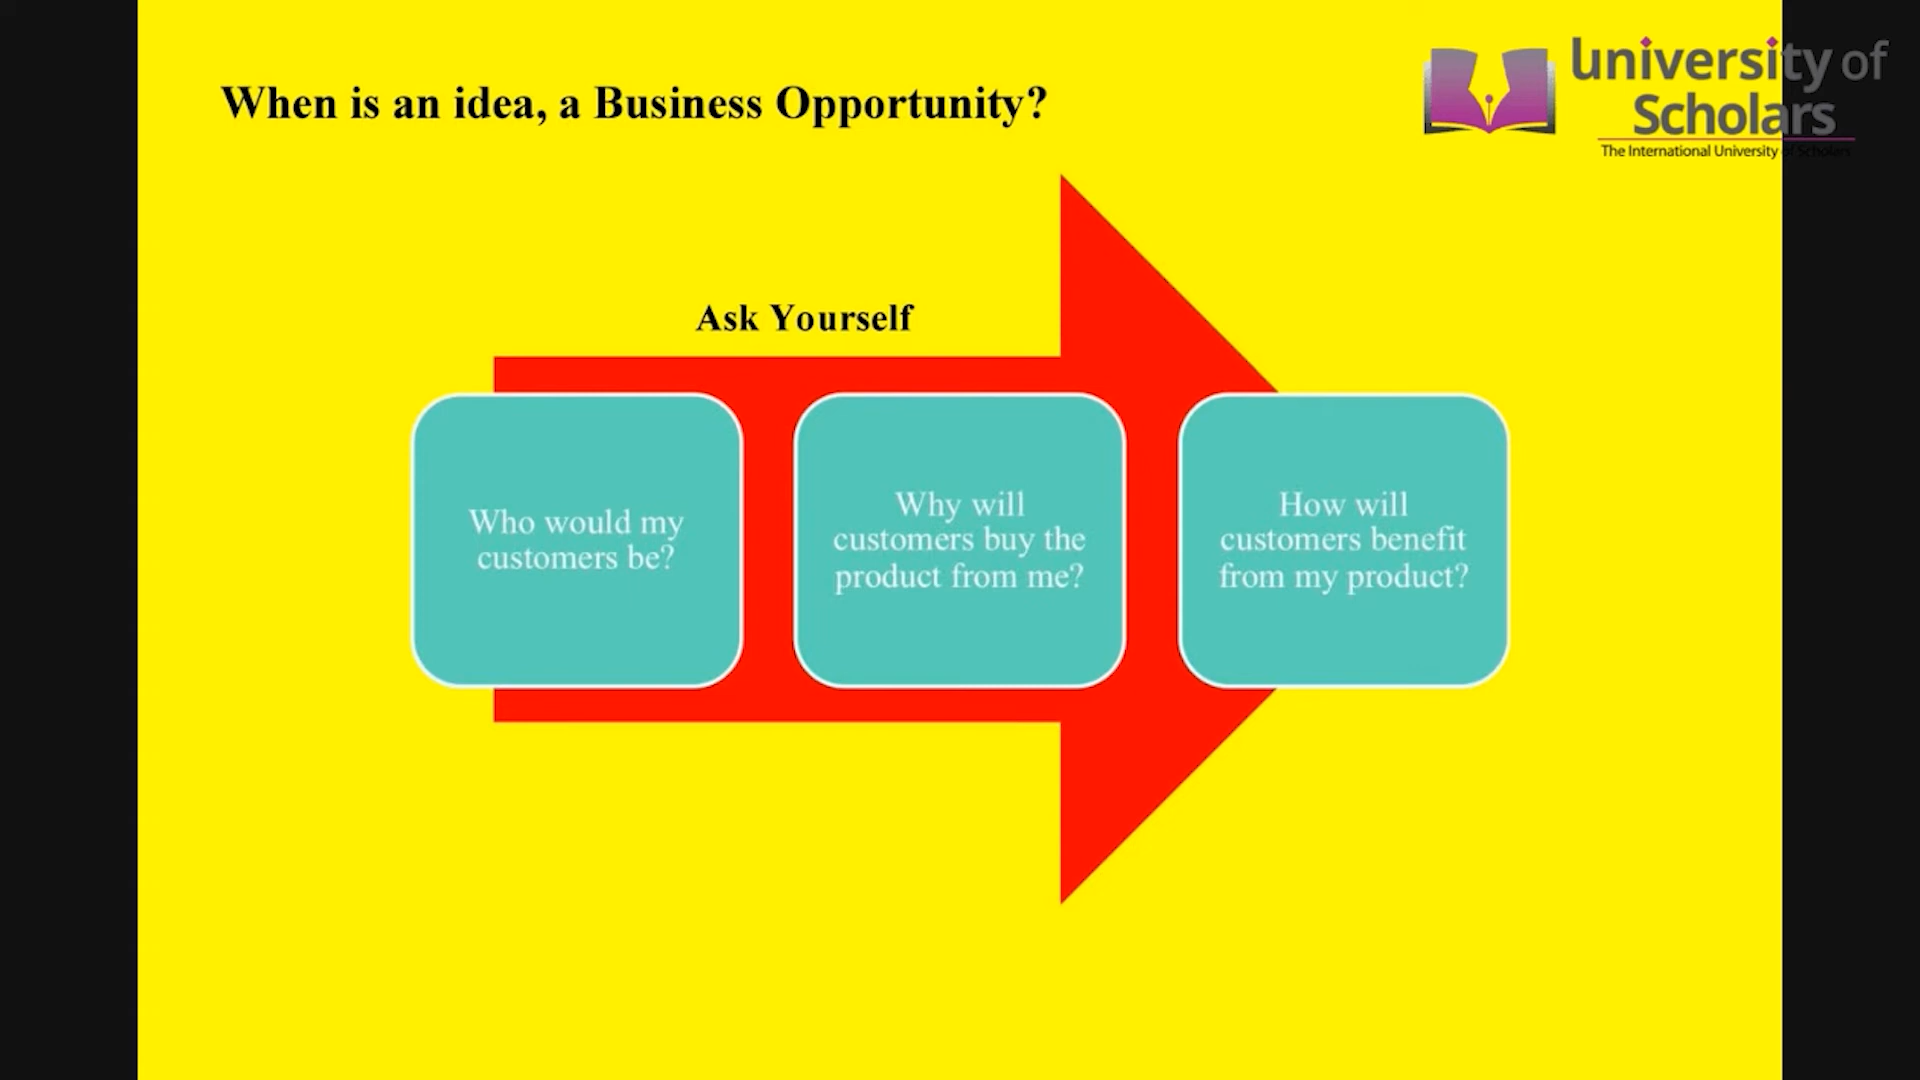 When is an idea, a Business Opportunity?
University of
Scholars
The International University of Scholars
Ask Yourself
Who would my
customers be?
Why will
customers buy the
product from me?
How will
customers benefit
from my product?